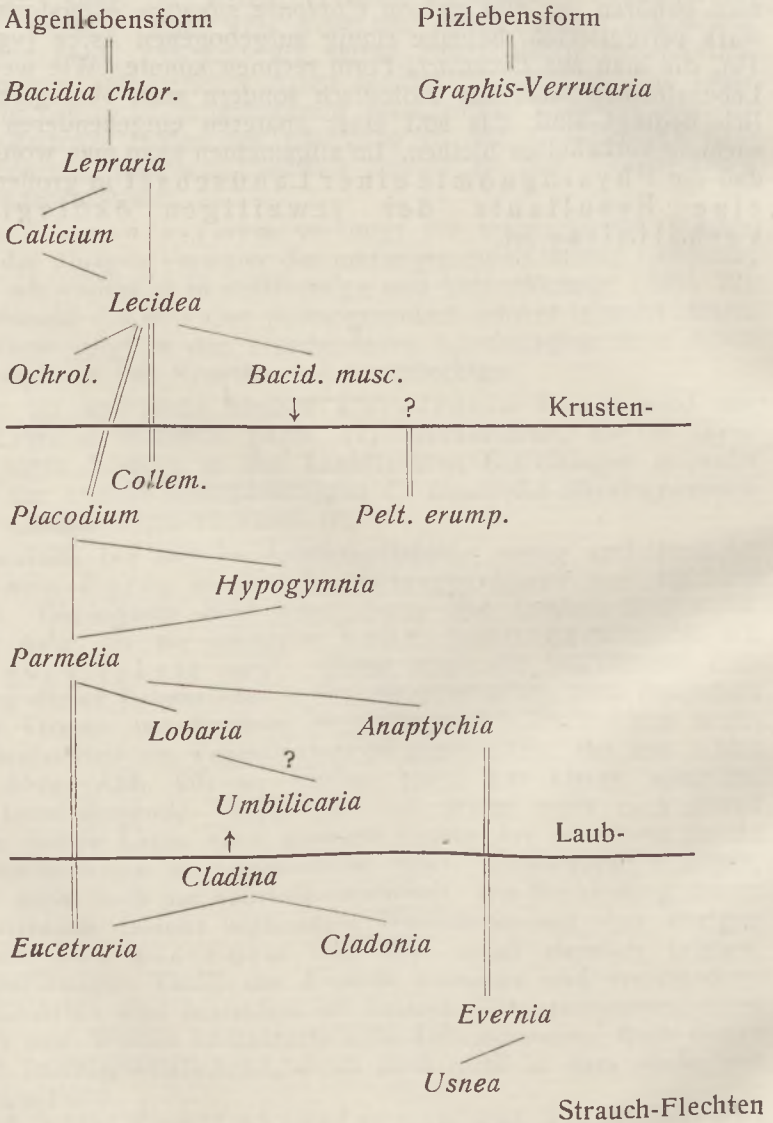 Algenlebensform Pilzlebensform
Bacidia chlor. Graphis-Verrucaria
Lepraria
Calicium
Lecidea
Ochrol. Bacid. musc.
↓ ? Krusten-
Collem.
Placodium Pelt. erump.
Hypogymnia
Parmelia
Lobaria Anaptychia
?
Umbilicaria
↑ Laub-
Cladina
Eucetraria Cladonia
Evernia
Usnea
Strauch-Flechten